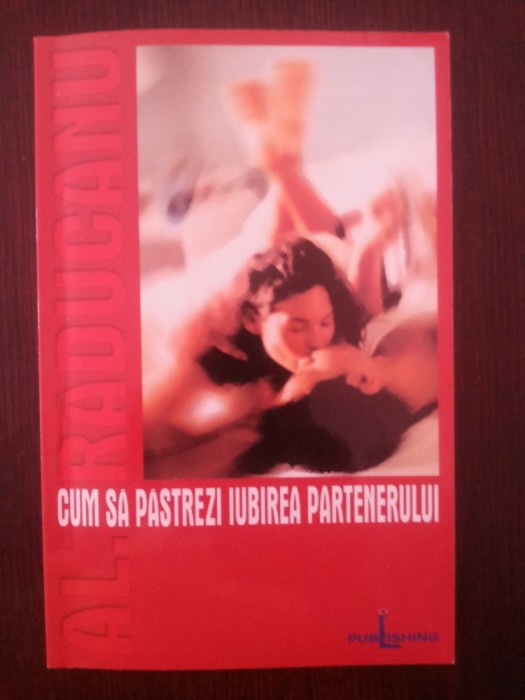 AL. RADUCANU
CUM SA PASTREZI IUBIREA PARTENERULUI
PUBLISHING